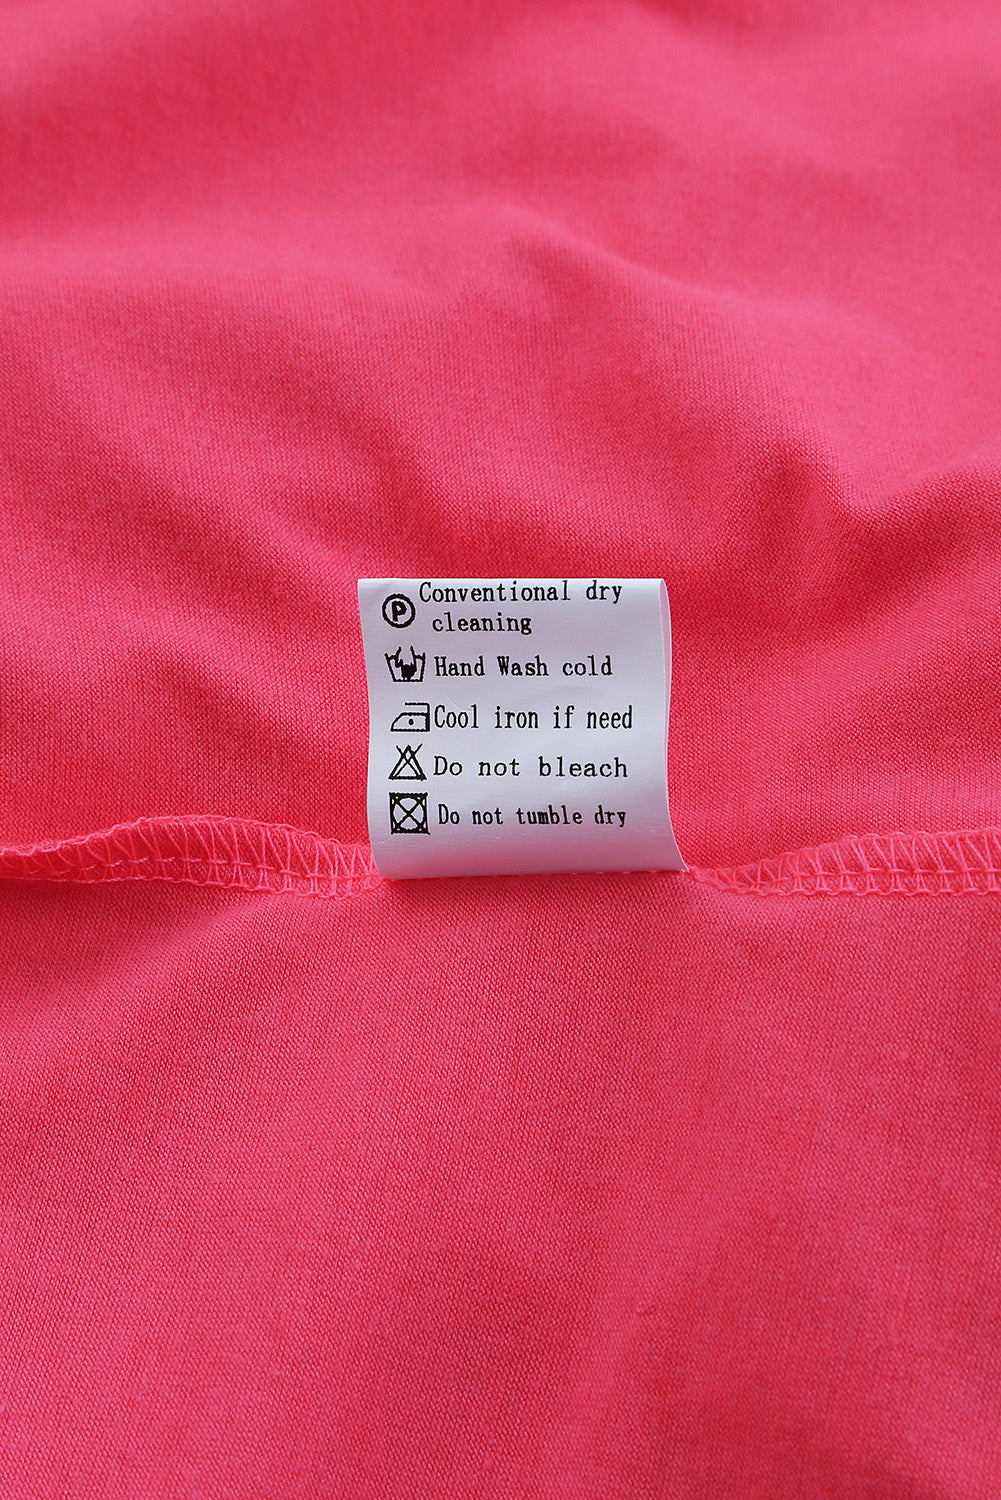 P Conventional dry
cleaning
Hand Wash cold
Cool iron if need
Do not bleach
Do not tumble dry